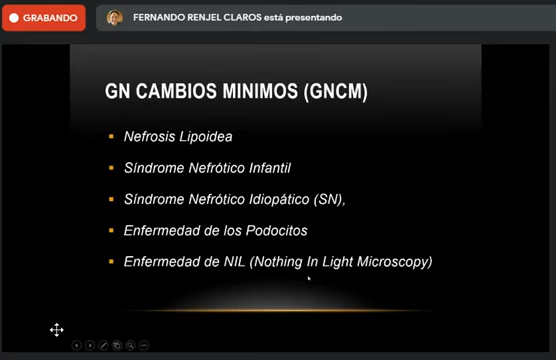 GRABANDO
FERNANDO RENJEL CLAROS está presentando
GN CAMBIOS MINIMOS (GNCM)
Nefrosis Lipoidea
Síndrome Nefrótico Infantil
Síndrome Nefrótico Idiopático (SN),
Enfermedad de los Podocitos
Enfermedad de NIL (Nothing In Light Microscopy)